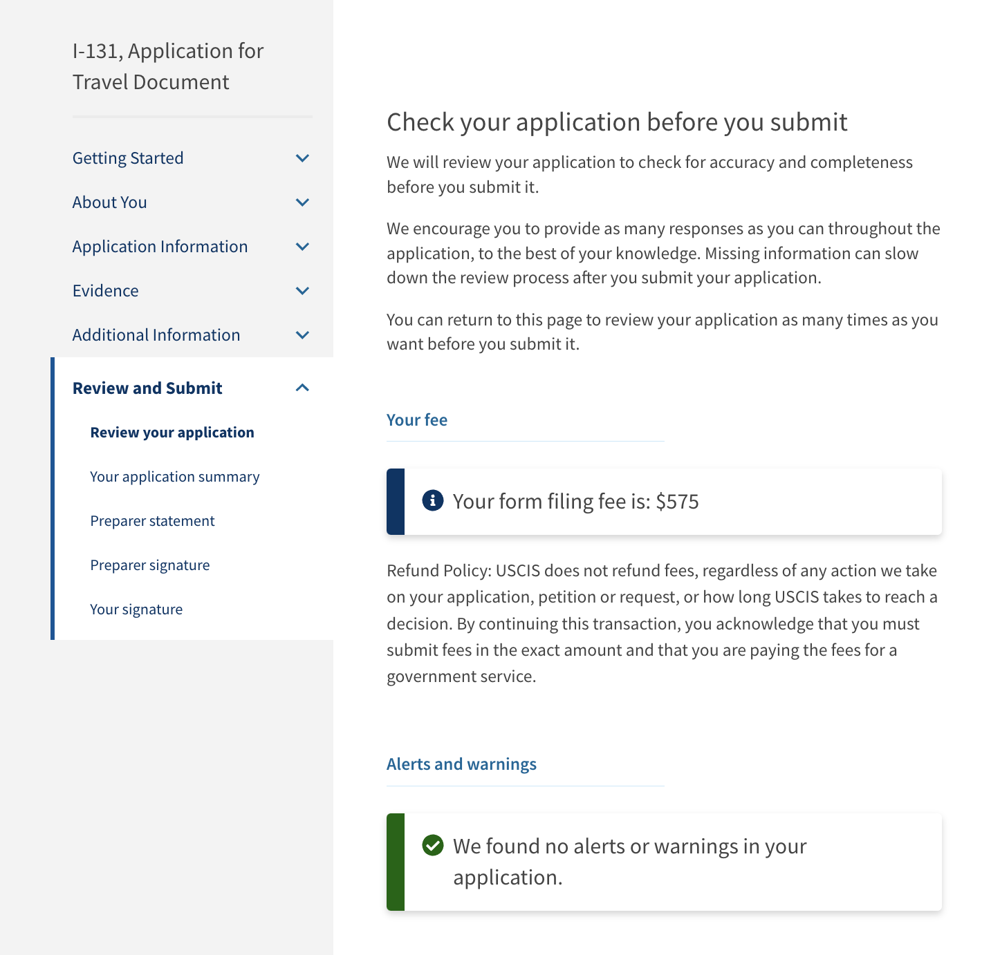 I-131, Application for
Travel Document
Getting Started
About You
Application Information
Evidence
Additional Information
Review and Submit
Review your application
Your application summary
Preparer statement
Preparer signature
Your signature
Check your application before you submit
We will review your application to check for accuracy and completeness
before you submit it.
We encourage you to provide as many responses as you can throughout the
application, to the best of your knowledge. Missing information can slow
down the review process after you submit your application.
You can return to this page to review your application as many times as you
want before you submit it.
Your fee
Your form filing fee is: $575
Refund Policy: USCIS does not refund fees, regardless of any action we take
on your application, petition or request, or how long USCIS takes to reach a
decision. By continuing this transaction, you acknowledge that you must
submit fees in the exact amount and that you are paying the fees for a
government service.
Alerts and warnings
We found no alerts or warnings in your
application.